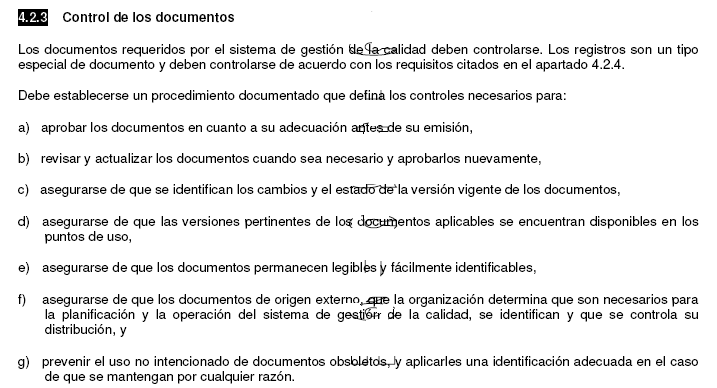 4.2.3 Control de los documentos
Los documentos requeridos por el sistema de gestión de la calidad deben controlarse. Los registros son un tipo
especial de documento y deben controlarse de acuerdo con los requisitos citados en el apartado 4.2.4.
Debe establecerse un procedimiento documentado que defina los controles necesarios para:
a) aprobar los documentos en cuanto a su adecuación antes de su emisión,
b) revisar y actualizar los documentos cuando sea necesario y aprobarlos nuevamente,
c) asegurarse de que se identifican los cambios y el estado de la versión vigente de los documentos,
d) asegurarse de que las versiones pertinentes de los documentos aplicables se encuentran disponibles en los
puntos de uso,
e) asegurarse de que los documentos permanecen legibles y fácilmente identificables,
f) asegurarse de que los documentos de origen externo, que la organización determina que son necesarios para
la planificación y la operación del sistema de gestión de la calidad, se identifican y que se controla su
distribución, y
g) prevenir el uso no intencionado de documentos obsoletos, y aplicarles una identificación adecuada en el caso
de que se mantengan por cualquier razón.